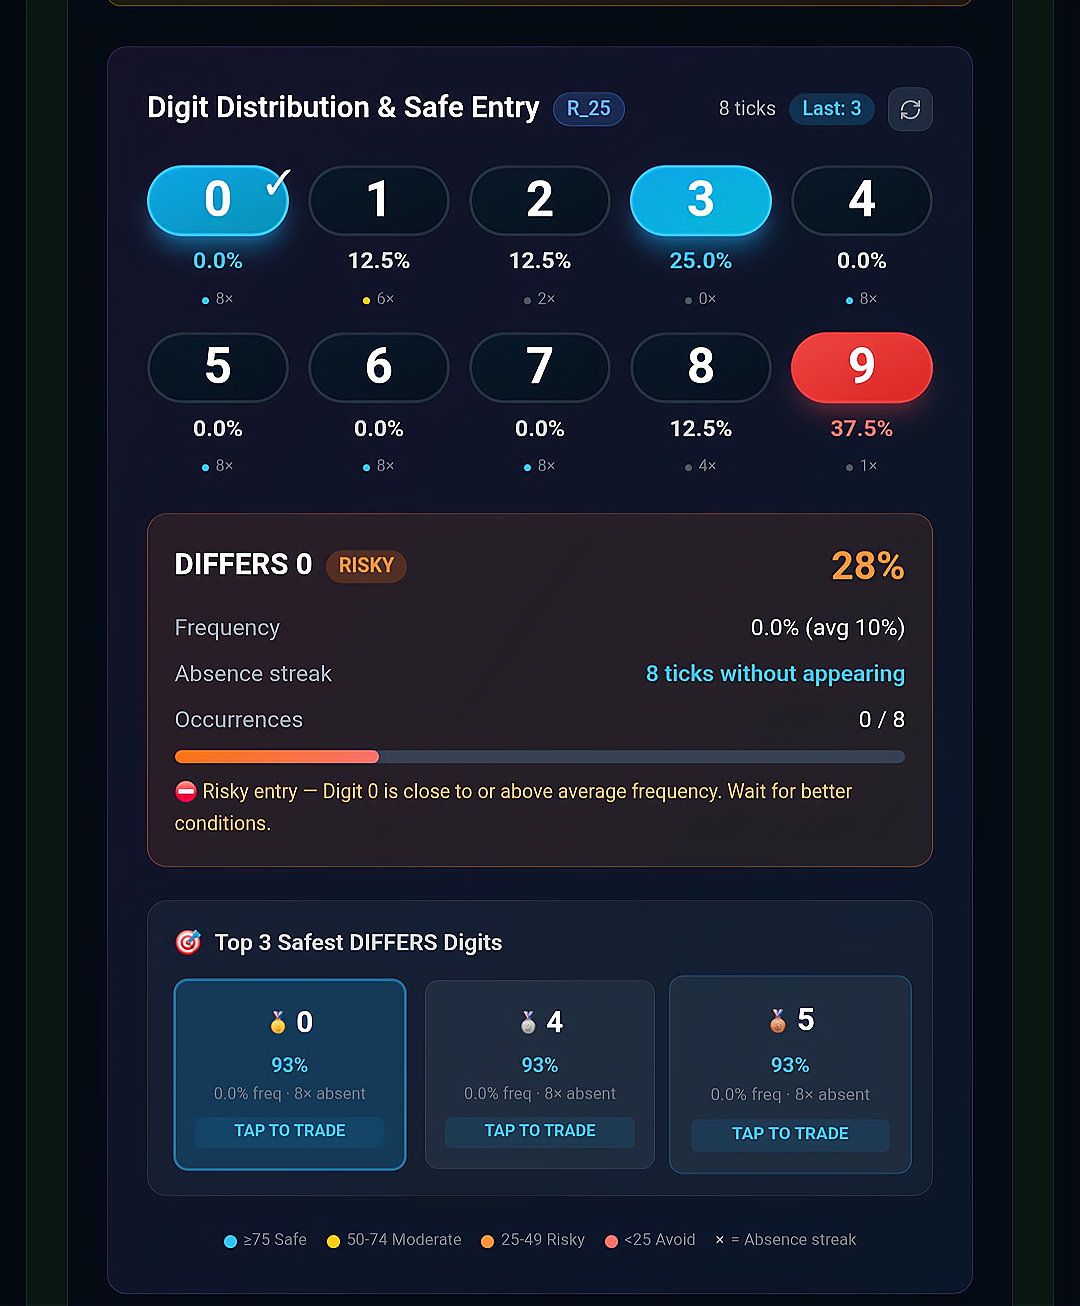 Digit Distribution & Safe Entry R_25 8 ticks Last: 3
0 ✓ 1 2 3 4
0.0% 12.5% 12.5% 25.0% 0.0%
8× 6× 2× 0× 8×
5 6 7 8 9
0.0% 0.0% 0.0% 12.5% 37.5%
8× 8× 8× 4× 1×
DIFFERS 0 RISKY 28%
Frequency 0.0% (avg 10%)
Absence streak 8 ticks without appearing
Occurrences 0 / 8
⛔ Risky entry — Digit 0 is close to or above average frequency. Wait for better
conditions.
🎯 Top 3 Safest DIFFERS Digits
🥇 0 🥈 4 🥉 5
93% 93% 93%
0.0% freq · 8× absent 0.0% freq · 8× absent 0.0% freq · 8× absent
TAP TO TRADE TAP TO TRADE TAP TO TRADE
≥75 Safe 50-74 Moderate 25-49 Risky <25 Avoid × = Absence streak